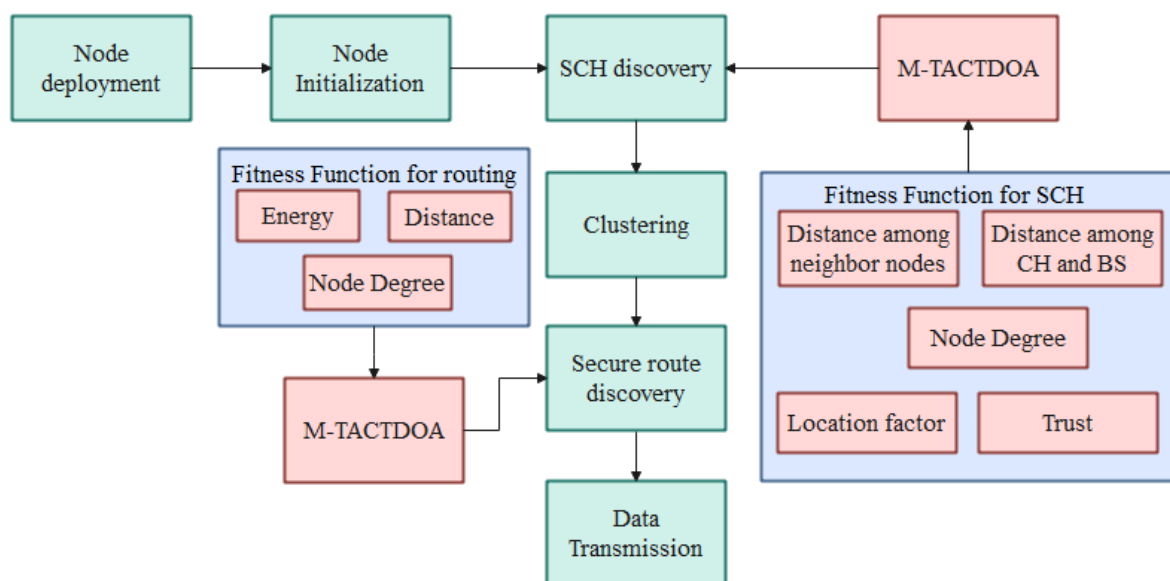 Node
deployment
Node
Initialization
SCH discovery
M-TACTDOA
Fitness Function for routing
Energy
Distance
Node Degree
Clustering
Fitness Function for SCH
Distance among
neighbor nodes
Distance among
CH and BS
Node Degree
Location factor
Trust
Secure route
discovery
M-TACTDOA
Data
Transmission